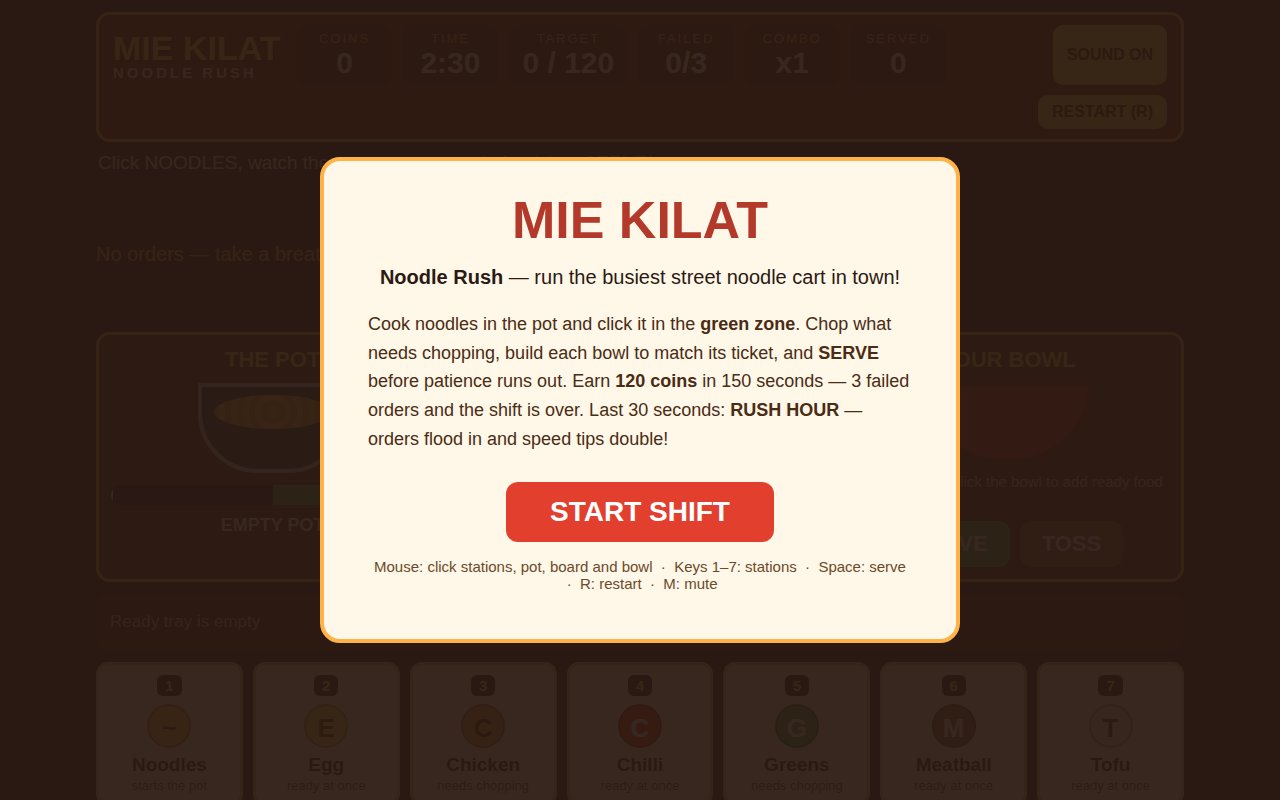 MIE KILAT
NOODLE RUSH
COINS
0
TIME
2:30
TARGET
0 / 120
FAILED
0/3
COMBO
x1
SERVED
0
SOUND ON
RESTART (R)
Click NOODLES, watch the
No orders — take a
MIE KILAT
Noodle Rush — run the busiest street noodle cart in town!
Cook noodles in the pot and click it in the green zone. Chop what
needs chopping, build each bowl to match its ticket, and SERVE
before patience runs out. Earn 120 coins in 150 seconds — 3 failed
orders and the shift is over. Last 30 seconds: RUSH HOUR —
orders flood in and speed tips double!
START SHIFT
Mouse: click stations, pot, board and bowl · Keys 1–7: stations · Space: serve
· R: restart · M: mute
THE POT
EMPTY POT
OUR BOWL
the bowl to add ready food
VE
TOSS
Ready tray is empty
1
~
Noodles
starts the pot
2
E
Egg
ready at once
3
C
Chicken
needs chopping
4
C
Chilli
ready at once
5
G
Greens
needs chopping
6
M
Meatball
ready at once
7
T
Tofu
ready at once